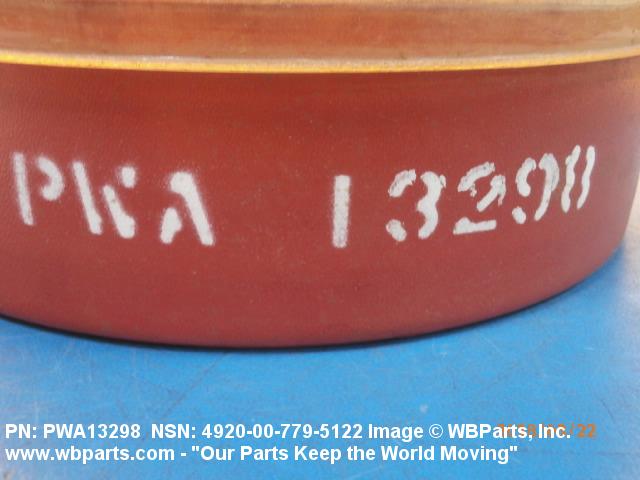 PWA 13298
PN: PWA13298 NSN: 4920-00-779-5122 Image © WBParts, Inc.
www.wbparts.com - "Our Parts Keep the World Moving"